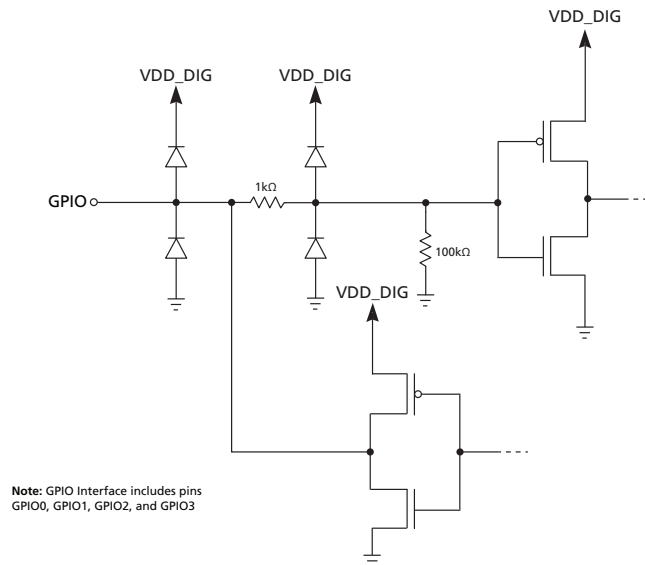 VDD_DIG
VDD_DIG
VDD_DIG
1kΩ
GPIO
100kΩ
VDD_DIG
Note: GPIO Interface includes pins
GPIO0, GPIO1, GPIO2, and GPIO3